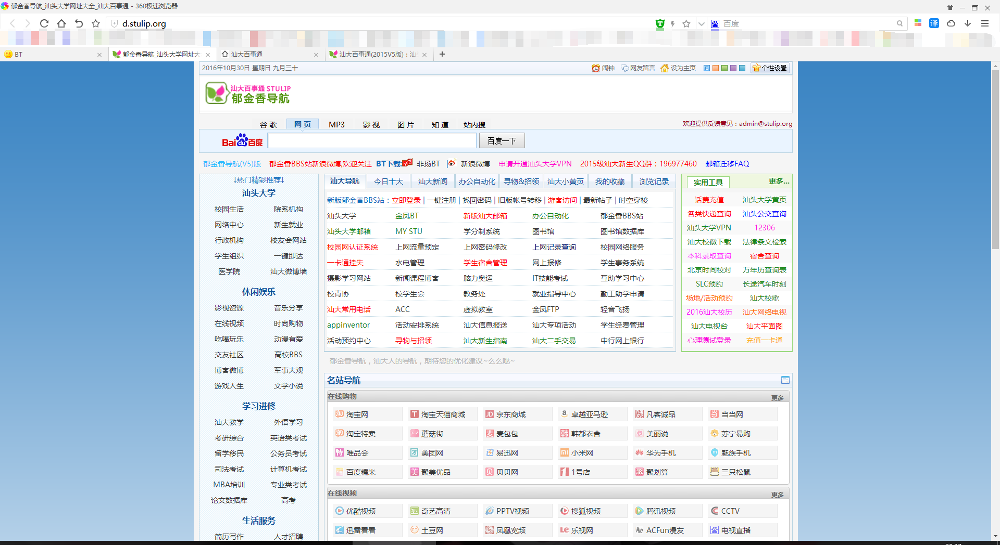 郁金香导航_汕头大学网址大全_汕大百事通 - 360极速浏览器
d.stulip.org
百度
BT
郁金香导航_汕头大学网址大
汕大百事通
汕大百事通(2015V5版)：汕
2016年10月30日 星期日 九月三十
闹钟 网友留言 设为主页 个性设置
汕大百事通 STULIP
郁金香导航
谷歌 网页 MP3 影视 图片 知道 站内搜
欢迎提供反馈意见：admin@stulip.org
Bai du 百度 百度一下
郁金香导航(V5)版 郁金香BBS站新浪微博,欢迎关注 BT下载: 非扬BT 新浪微博 申请开通汕头大学VPN 2015级汕大新生QQ群：196977460 邮箱迁移FAQ
↓热门精彩推荐↓
汕头大学
校园生活 院系机构
网络中心 新生就业
行政机构 校友会网站
学生组织 一键即达
医学院 汕大微博墙
休闲娱乐
影视资源 音乐分享
在线视频 时尚购物
吃喝玩乐 动漫有爱
交友社区 高校BBS
博客微博 军事大观
游戏人生 文学小说
学习进修
汕大教学 外语学习
考研综合 英语类考试
留学移民 公务员考试
司法考试 计算机考试
MBA培训 专业类考试
论文数据库 高考
生活服务
简历写作 人才招聘
汕大导航 今日十大 汕大新闻 办公自动化 寻物&招领 汕大小黄页 我的收藏 浏览记录
新版郁金香BBS站：立即登录 | 一键注册 | 找回密码 | 旧版帐号转移 | 游客访问 | 最新帖子 | 时空穿梭
汕头大学 金凤BT 新版汕大邮箱 办公自动化 郁金香BBS站
汕头大学邮箱 MY STU 学分制系统 图书馆 图书馆数据库
校园网认证系统 上网流量预定 上网密码修改 上网记录查询 校园网络服务
一卡通挂失 水电管理 学生宿舍管理 网上报修 学生事务系统
摄影学习网站 新闻课程博客 脑力奥运 IT技能考试 互助学习中心
校青协 校学生会 教务处 就业指导中心 勤工助学申请
汕大常用电话 ACC 虚拟教室 金凤FTP 轻音飞扬
appinventor 活动安排系统 汕大信息报送 汕大专项活动 学生经费管理
活动预约中心 寻物与招领 汕大新生指南 汕大二手交易 中行网上银行
实用工具 更多...
话费充值 汕头大学黄页
各类快递查询 汕头公交查询
汕头大学VPN 12306
汕大校徽下载 法律条文检索
本科录取查询 宿舍查询
北京时间校对 万年历查询表
SLC预约 长途汽车时刻
场地/活动预约 汕大校歌
2016汕大校历 汕大网络电视
汕大电视台 汕大平面图
心理测试登录 充值一卡通
郁金香导航，汕大人的导航，期待您的优化建议~么么哒~
名站导航
在线购物 更多
淘宝网 淘宝天猫商城 京东商城 卓越亚马逊 凡客诚品 当当网
淘宝特卖 蘑菇街 麦包包 韩都衣舍 美丽说 苏宁易购
唯品会 美团网 易迅网 小米网 华为手机 魅族手机
百度糯米 聚美优品 贝贝网 1号店 聚划算 三只松鼠
在线视频 更多
优酷视频 奇艺高清 PPTV视频 搜狐视频 腾讯视频 CCTV
迅雷看看 土豆网 凤凰宽频 乐视网 ACFun漫友 电视直播